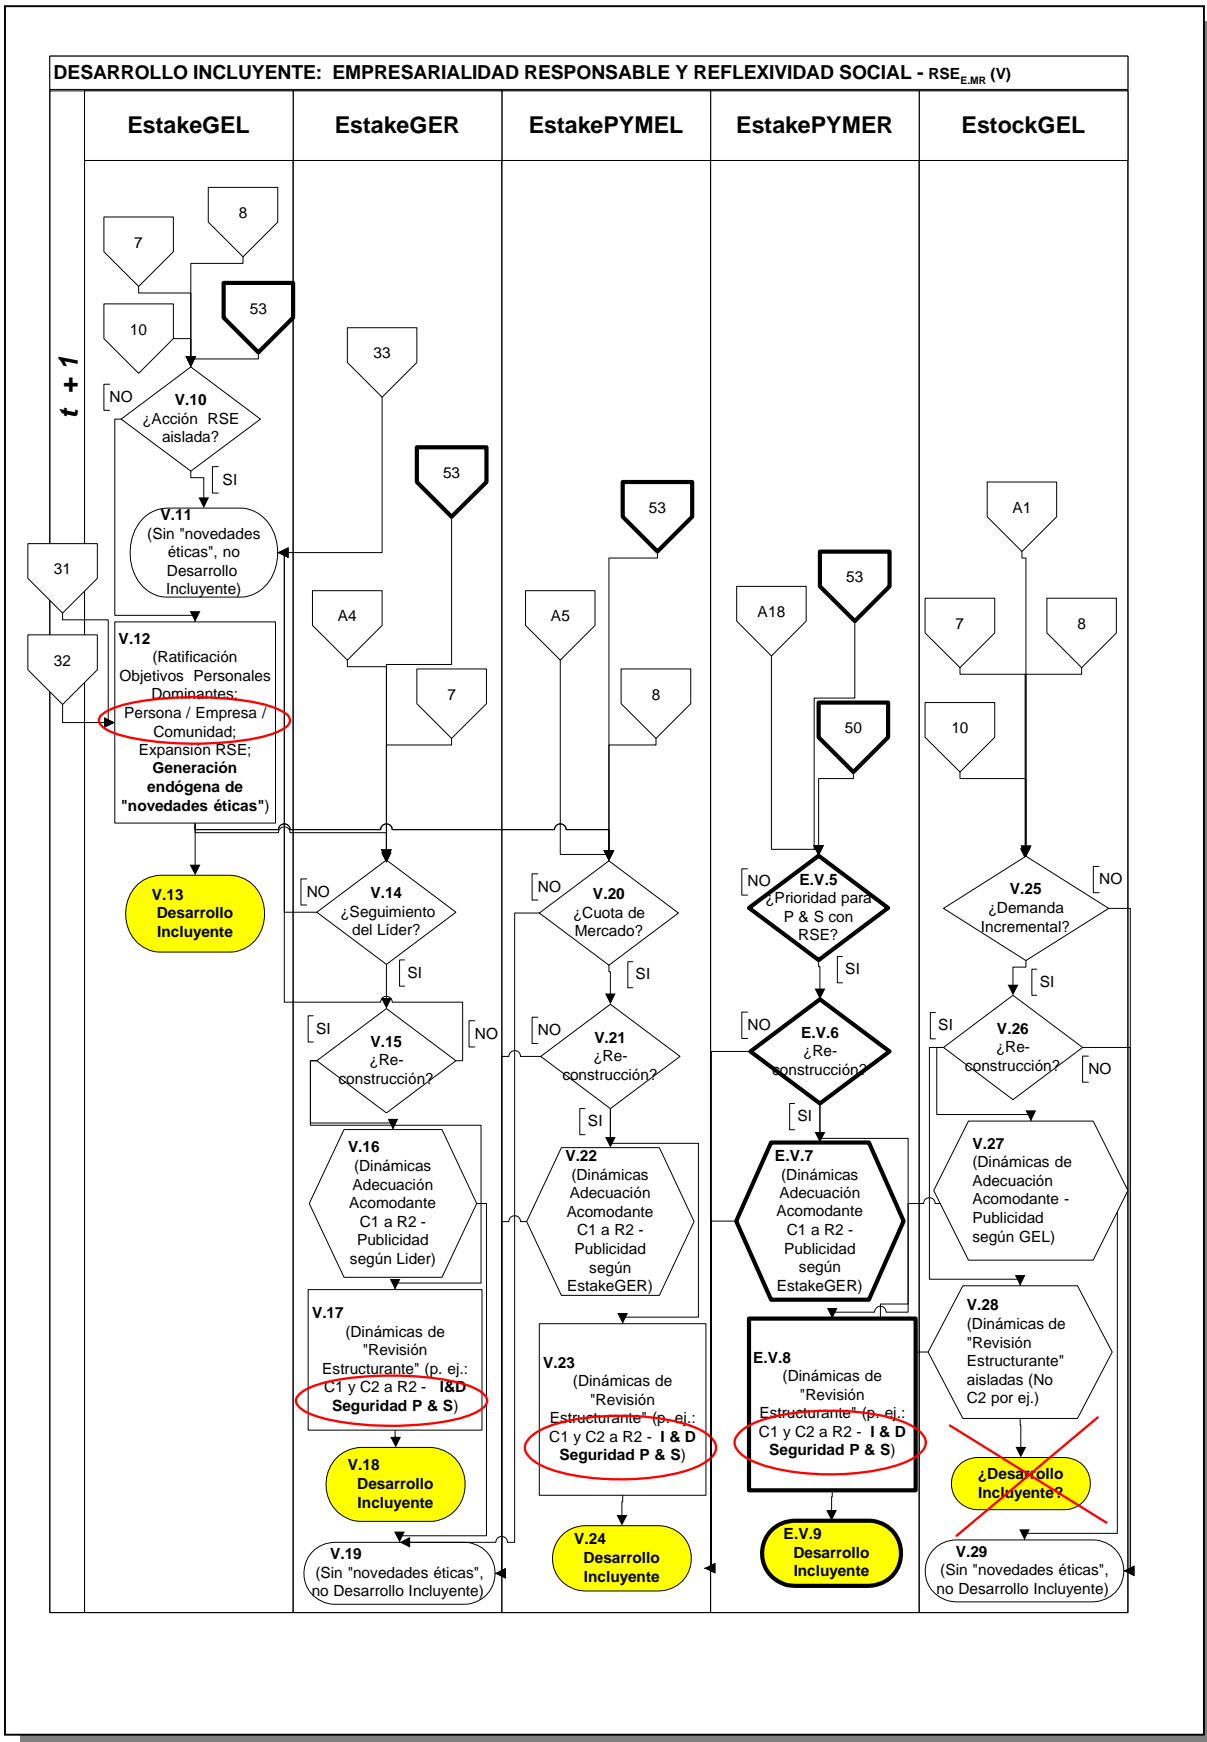 DESARROLLO INCLUYENTE: EMPRESARIALIDAD RESPONSABLE Y REFLEXIVIDAD SOCIAL - RSE E.MR (V)
EstakeGEL
EstakeGER
EstakePYMEL
EstakePYMER
EstockGEL
t + 1
7
8
10
53
NO
V.10
¿Acción RSE
aislada?
SI
V.11
(Sin "novedades
éticas", no
Desarrollo
Incluyente)
31
32
V.12
(Ratificación
Objetivos Personales
Dominantes;
Persona / Empresa /
Comunidad;
Expansión RSE;
Generación
endógena de
"novedades éticas")
V.13
Desarrollo
Incluyente
33
53
A4
7
NO
V.14
¿Seguimiento
del Líder?
SI
SI
V.15
¿Re-
construcción?
NO
V.16
(Dinámicas
Adecuación
Acomodante
C1 a R2 -
Publicidad
según Lider)
V.17
(Dinámicas de
"Revisión
Estructurante" (p. ej.:
C1 y C2 a R2 - I&D
Seguridad P & S)
V.18
Desarrollo
Incluyente
V.19
(Sin "novedades éticas",
no Desarrollo Incluyente)
53
A5
8
NO
V.20
¿Cuota de
Mercado?
SI
NO
V.21
¿Re-
construcción?
SI
V.22
(Dinámicas
Adecuación
Acomodante
C1 a R2 -
Publicidad
según
EstakeGER)
V.23
(Dinámicas de
"Revisión
Estructurante" (p. ej.:
C1 y C2 a R2 - I & D
Seguridad P & S)
V.24
Desarrollo
Incluyente
53
A18
50
NO
E.V.5
¿Prioridad para
P & S con
RSE?
SI
NO
E.V.6
¿Re-
construcción?
SI
E.V.7
(Dinámicas
Adecuación
Acomodante
C1 a R2 -
Publicidad
según
EstakeGER)
E.V.8
(Dinámicas de
"Revisión
Estructurante" (p. ej.:
C1 y C2 a R2 - I & D
Seguridad P & S)
E.V.9
Desarrollo
Incluyente
A1
7
8
10
V.25
¿Demanda
Incremental?
NO
SI
SI
V.26
¿Re-
construcción?
NO
V.27
(Dinámicas de
Adecuación
Acomodante -
Publicidad
según GEL)
V.28
(Dinámicas de
"Revisión
Estructurante"
aisladas (No
C2 por ej.)
¿Desarrollo
Incluyente?
V.29
(Sin "novedades éticas",
no Desarrollo Incluyente)